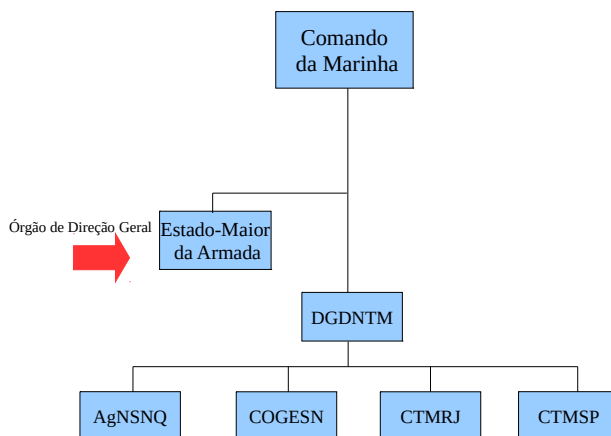 Comando
da Marinha
Órgão de Direção Geral
Estado-Maior
da Armada
DGDNTM
AgNSNQ
COGESN
CTMRJ
CTMSP